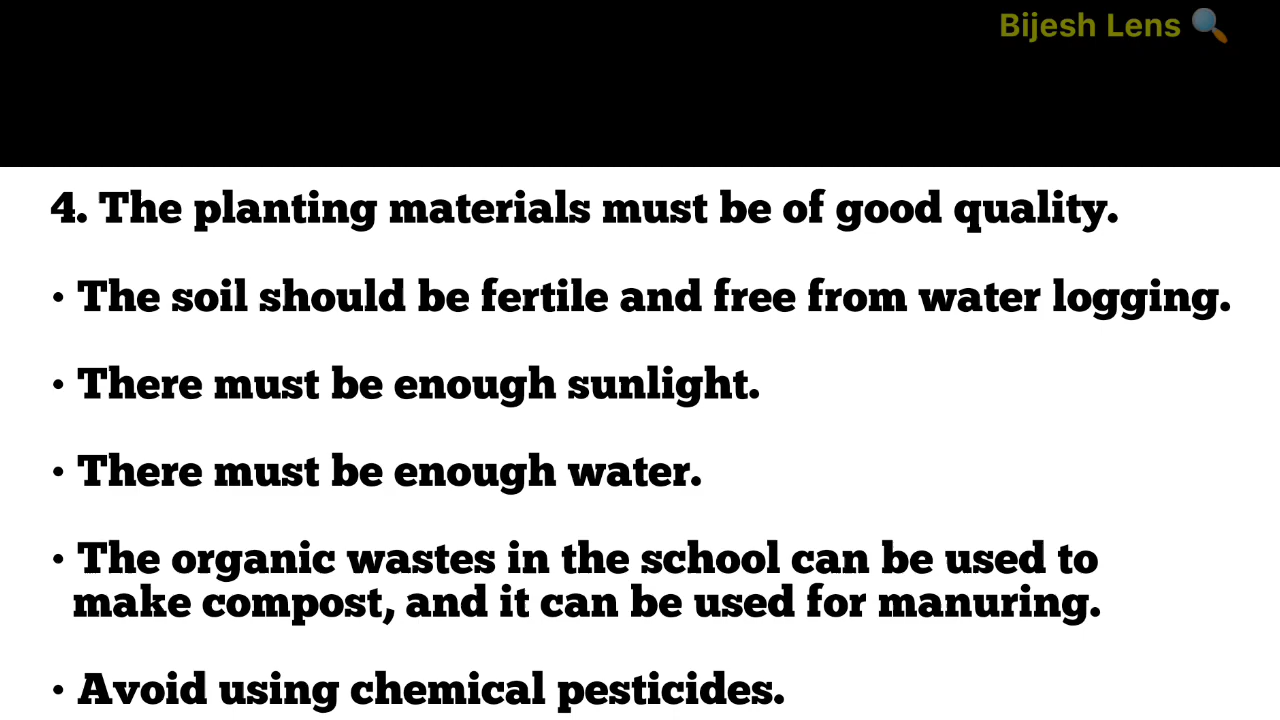 Bijesh Lens
4. The planting materials must be of good quality.
• The soil should be fertile and free from water logging.
• There must be enough sunlight.
• There must be enough water.
• The organic wastes in the school can be used to
make compost, and it can be used for manuring.
• Avoid using chemical pesticides.